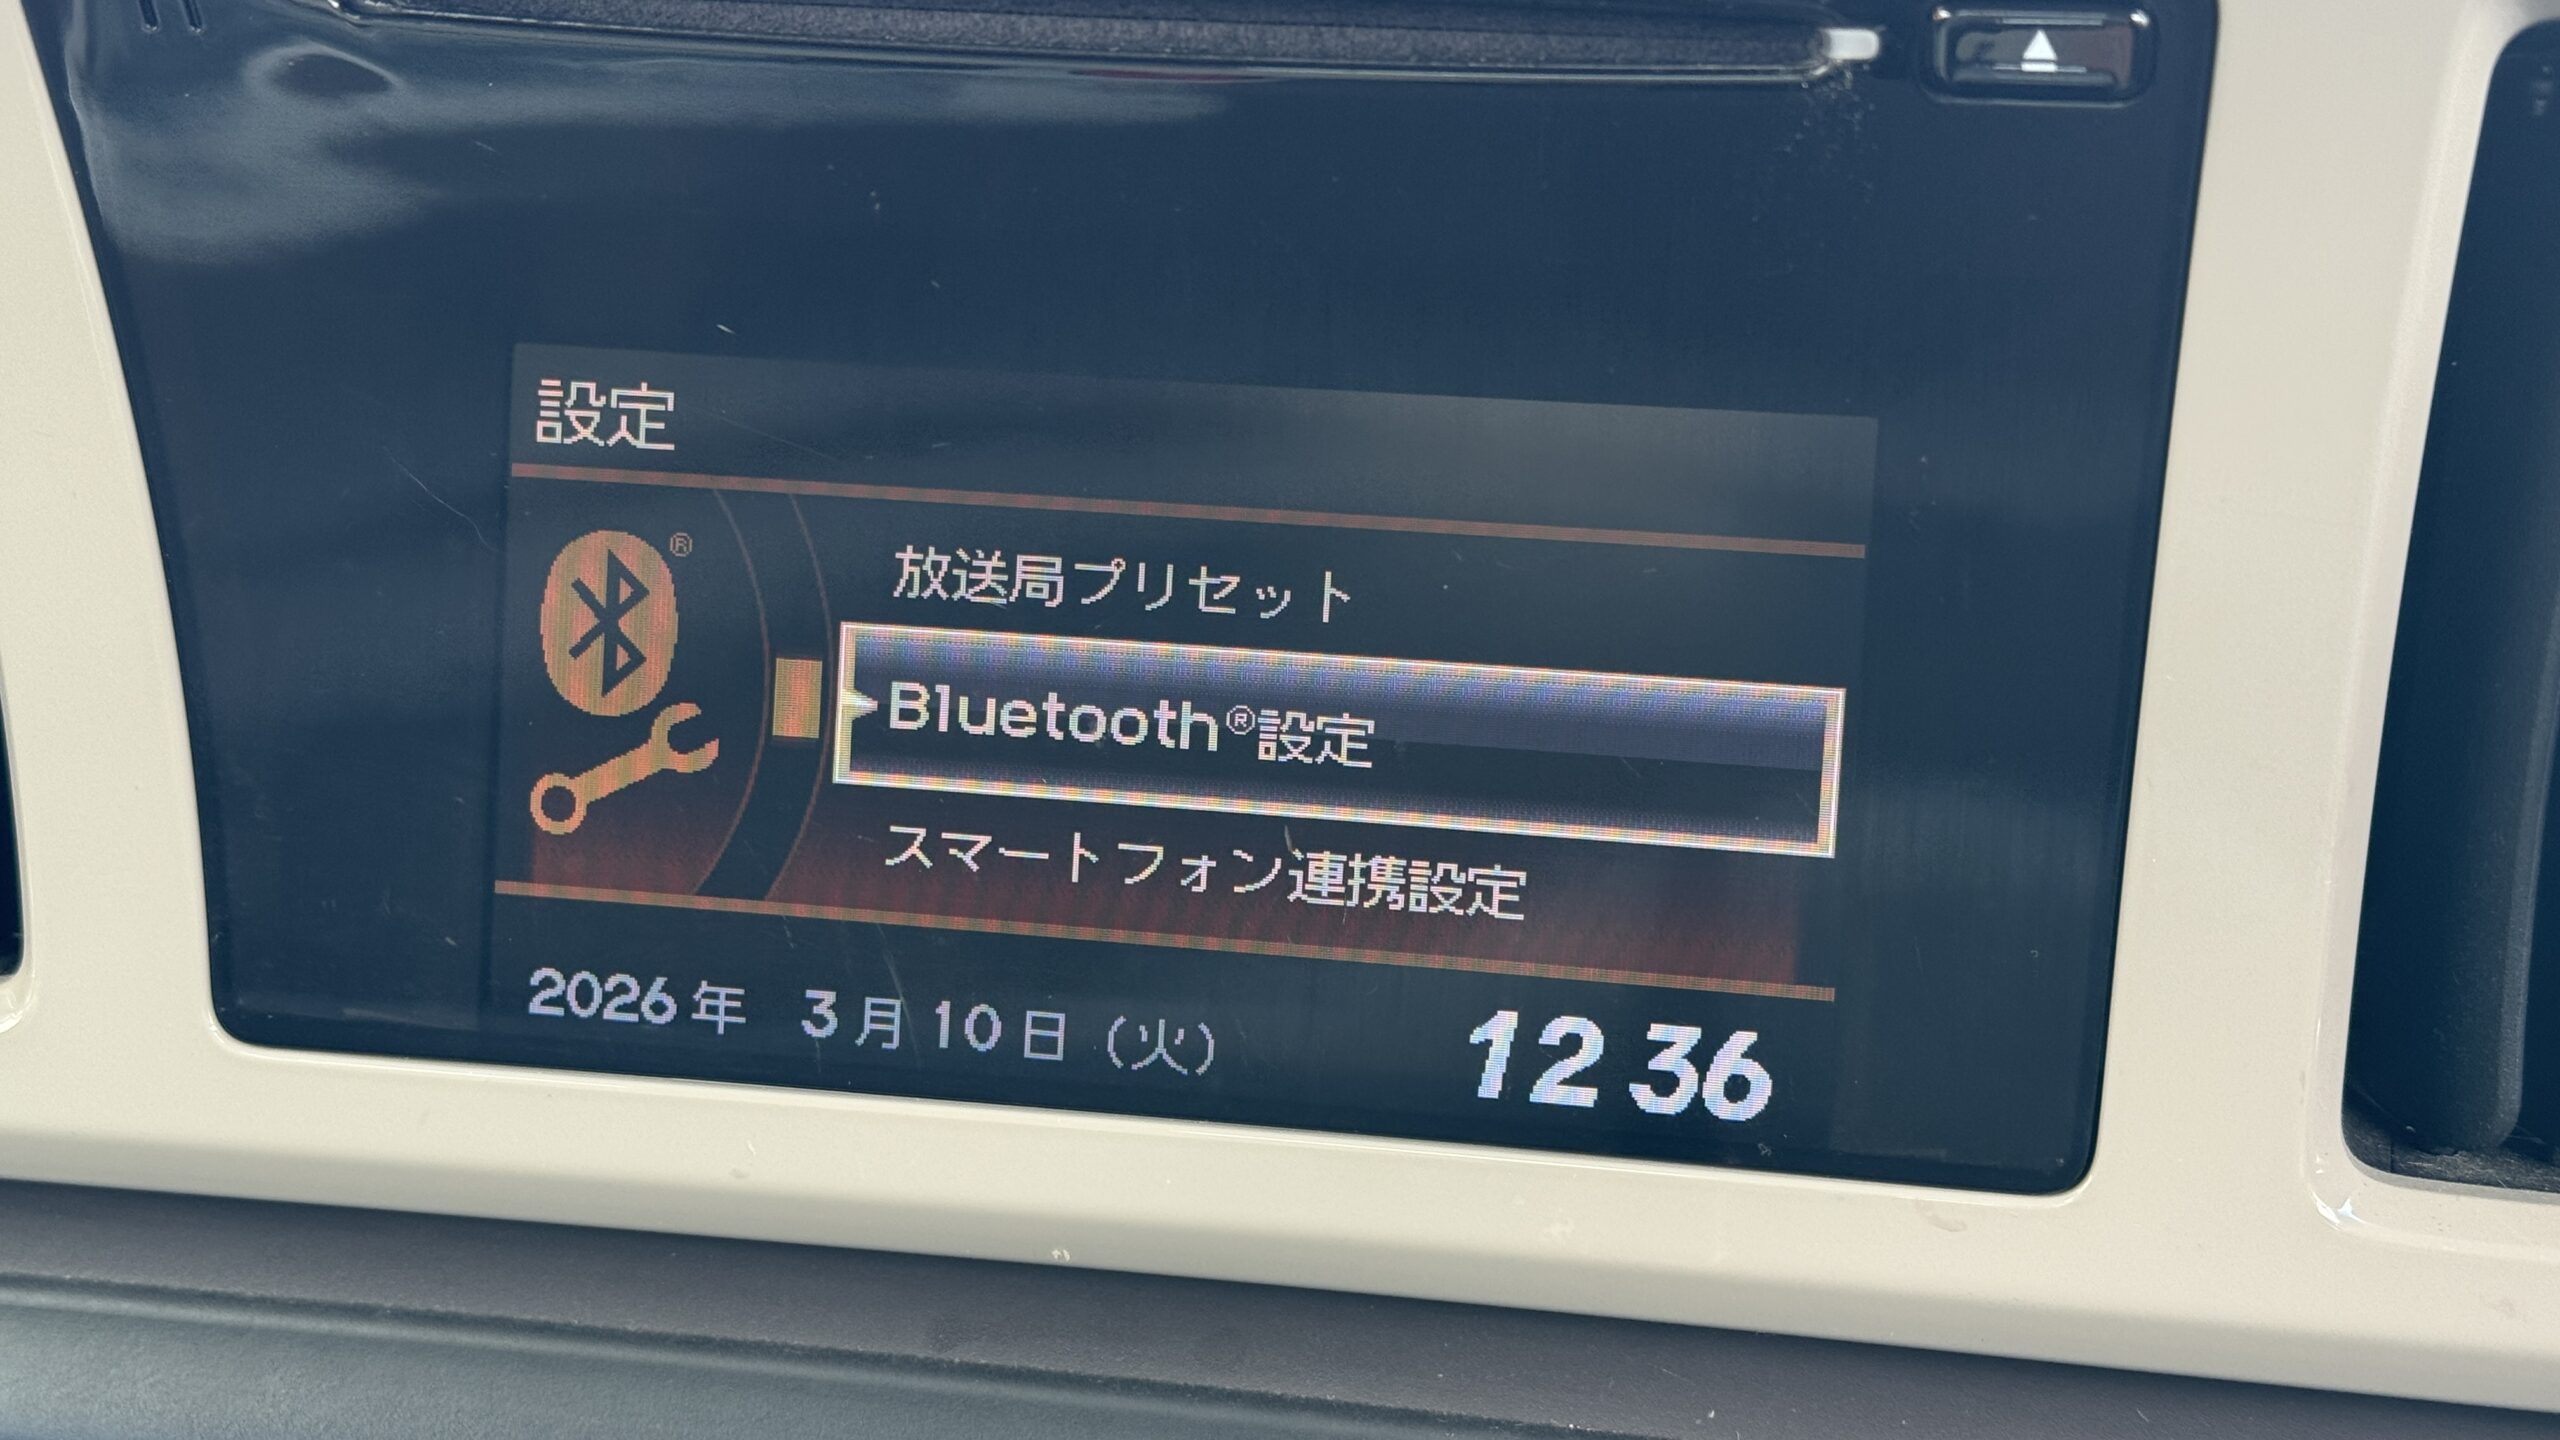 設定
放送局プリセット
Bluetooth®設定
スマートフォン連携設定
2026年 3月10日(火) 12 36